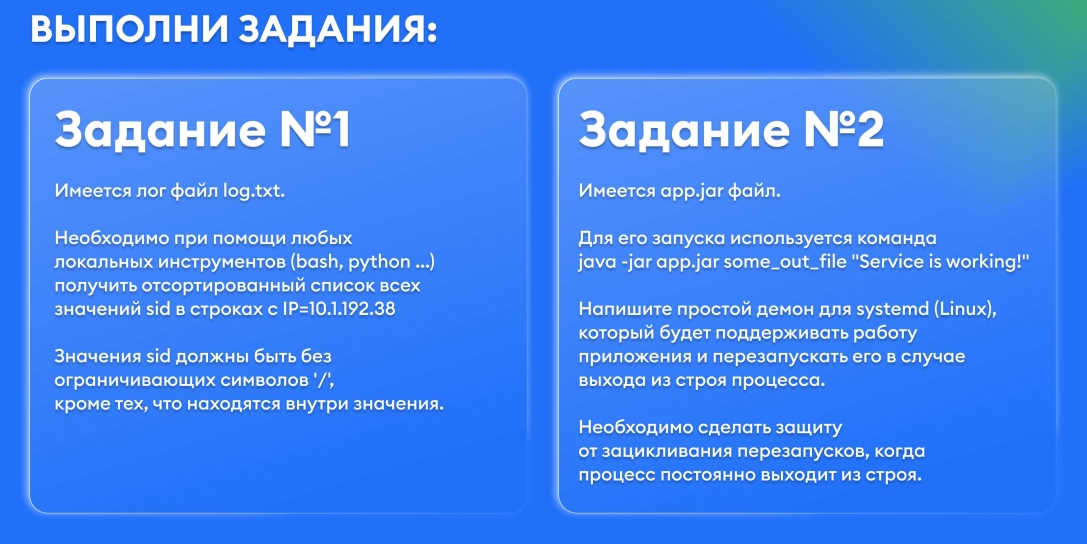 ВЫПОЛНИ ЗАДАНИЯ:
Задание №1
Имеется лог файл log.txt.
Необходимо при помощи любых
локальных инструментов (bash, python ...)
получить отсортированный список всех
значений sid в строках с IP=10.1.192.38
Значения sid должны быть без
ограничивающих символов '/',
кроме тех, что находятся внутри значения.
Задание №2
Имеется app.jar файл.
Для его запуска используется команда
java -jar app.jar some_out_file "Service is working!"
Напишите простой демон для systemd (Linux),
который будет поддерживать работу
приложения и перезапускать его в случае
выхода из строя процесса.
Необходимо сделать защиту
от зацикливания перезапусков, когда
процесс постоянно выходит из строя.